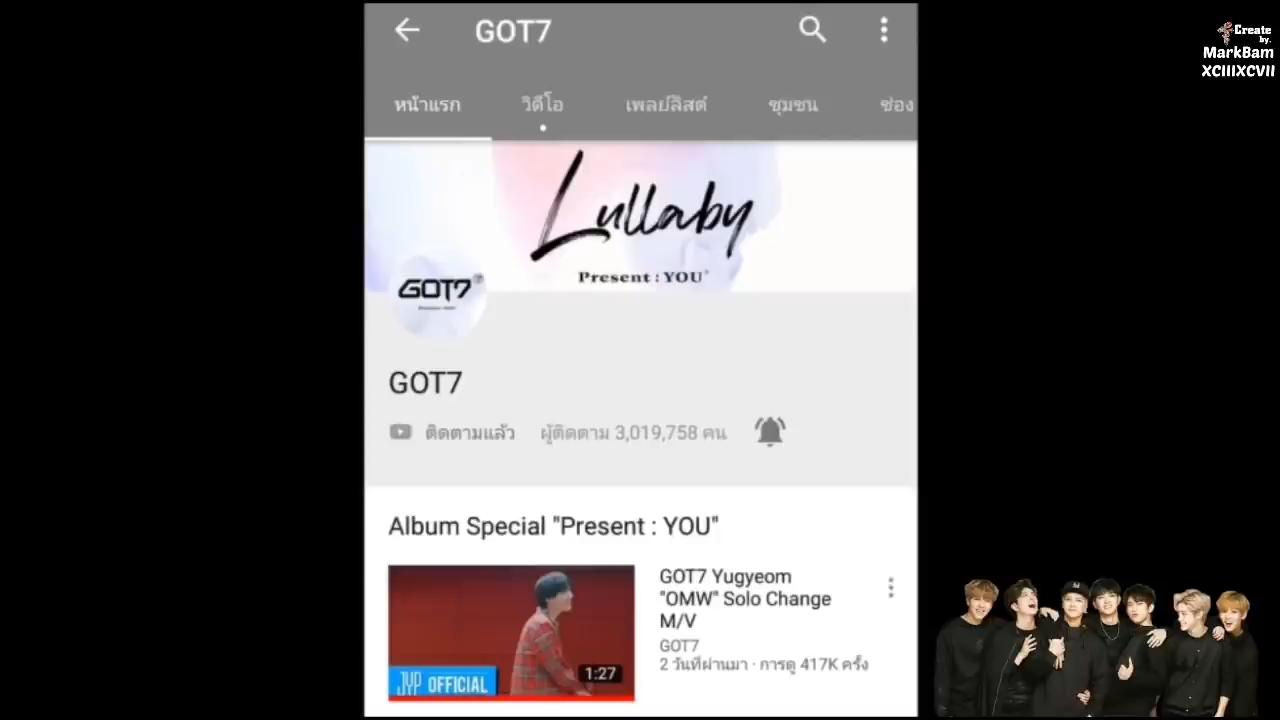 GOT7
Create
by.
MarkBam
XCIIIXCVII
หน้าแรก วิดีโอ เพลย์ลิสต์ ชุมชน ช่อง
Lullaby
Present : YOU
GOT7
GOT7
ติดตามแล้ว ผู้ติดตาม 3,019,758 คน
Album Special "Present : YOU"
GOT7 Yugyeom
"OMW" Solo Change
M/V
GOT7
2 วันที่ผ่านมา · การดู 417K ครั้ง
JYP OFFICIAL
1:27